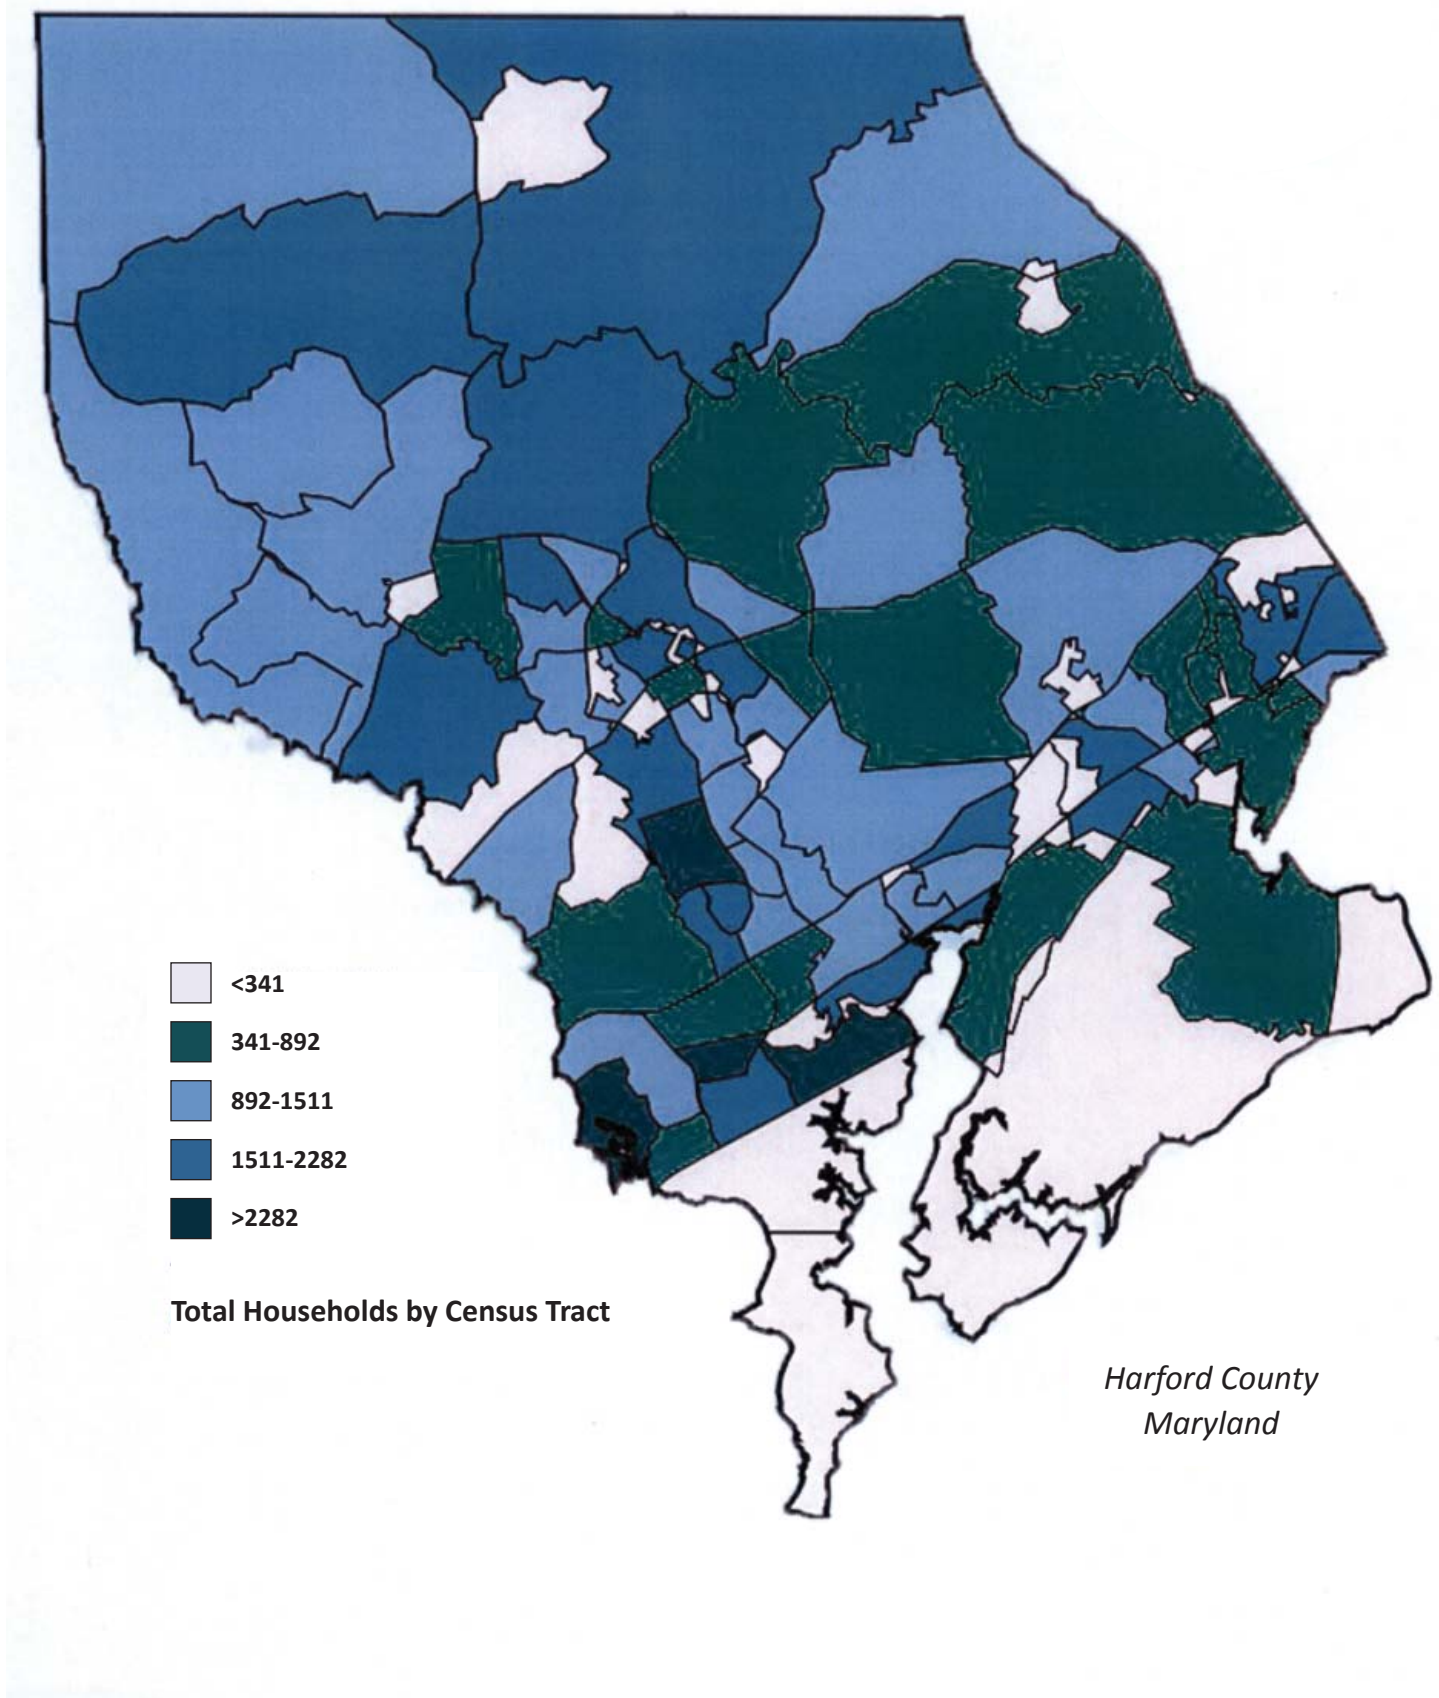 <341
341-892
892-1511
1511-2282
>2282
Total Households by Census Tract
Harford County
Maryland